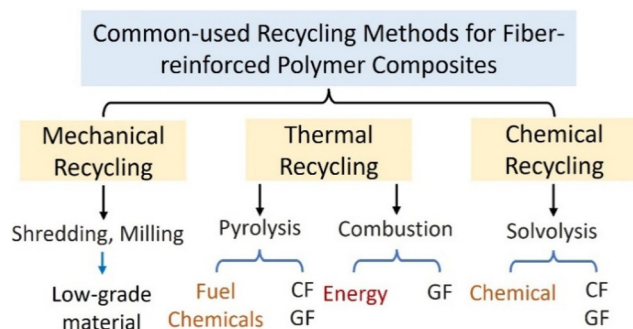 Common-used Recycling Methods for Fiber-
reinforced Polymer Composites
Mechanical
Recycling
Thermal
Recycling
Chemical
Recycling
Shredding, Milling
Pyrolysis
Combustion
Solvolysis
Low-grade
material
Fuel
Chemicals
CF
GF
Energy
GF
Chemical
CF
GF